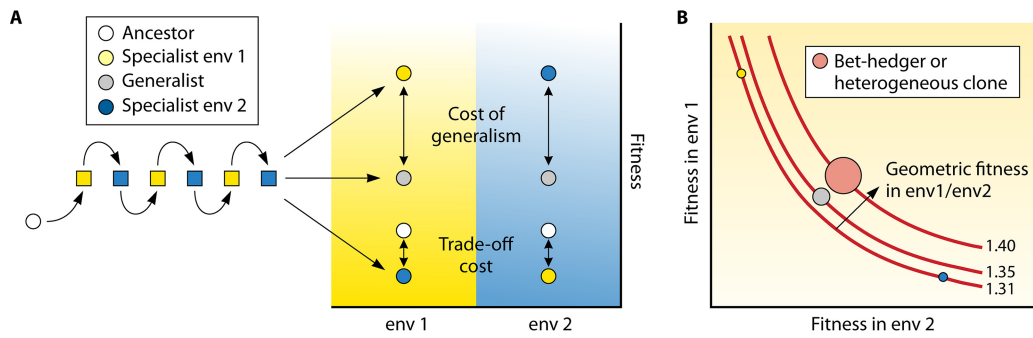 A
Ancestor
Specialist env 1
Generalist
Specialist env 2
Cost of
generalism
Trade-off
cost
Fitness
env 1
env 2
B
Bet-hedger or
heterogeneous clone
Geometric fitness
in env1/env2
1.40
1.35
1.31
Fitness in env 1
Fitness in env 2